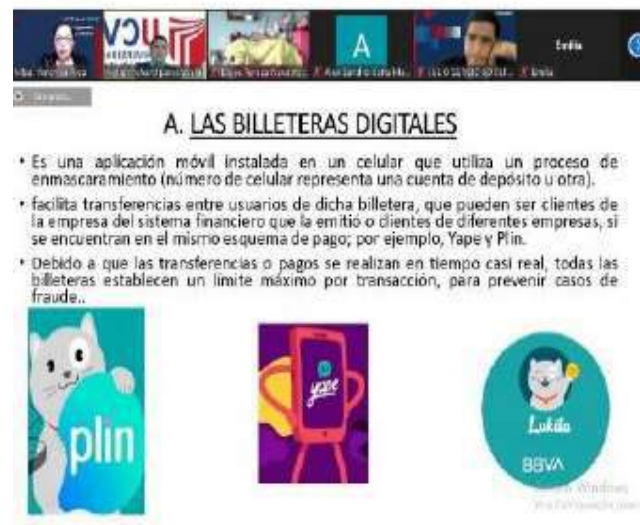 UCV
A
Emilia
A. LAS BILLETERAS DIGITALES
• Es una aplicación móvil instalada en un celular que utiliza un proceso de
enmascaramiento (número de celular representa una cuenta de depósito u otra).
• facilita transferencias entre usuarios de dicha billetera, que pueden ser clientes de
la empresa del sistema financiero que la emitió o clientes de diferentes empresas, si
se encuentran en el mismo esquema de pago; por ejemplo, Yape y Plin.
• Debido a que las transferencias o pagos se realizan en tiempo casi real, todas las
billeteras establecen un límite máximo por transacción, para prevenir casos de
fraude..
plin
yape
Lukita
BBVA
Windows